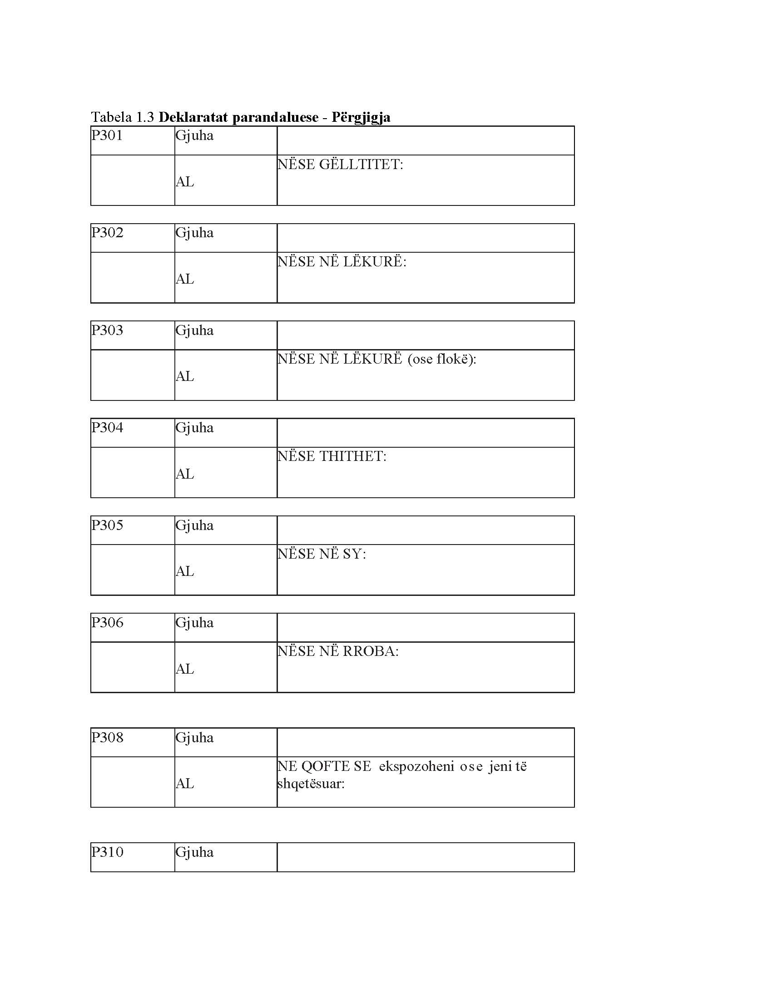 Tabela 1.3 Deklaratat parandaluese - Përgjigja
P301 Gjuha
NËSE GËLLTITET:
AL
P302 Gjuha
NËSE NË LËKURË:
AL
P303 Gjuha
NËSE NË LËKURË (ose flokë):
AL
P304 Gjuha
NËSE THITHET:
AL
P305 Gjuha
NËSE NË SY:
AL
P306 Gjuha
NËSE NË RROBA:
AL
P308 Gjuha
NE QOFTE SE ekspozoheni ose jeni të
AL
shqetësuar:
P310 Gjuha